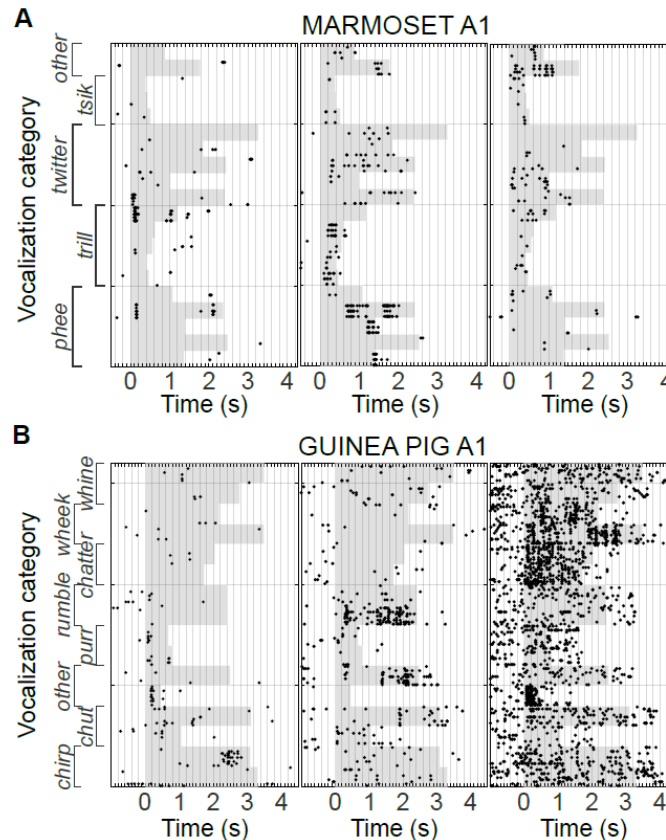 A
MARMOSET A1
Vocalization category
other
tsik
twitter
trill
phee
0 1 2 3 4 0 1 2 3 4 0 1 2 3 4
Time (s) Time (s) Time (s)
B
GUINEA PIG A1
Vocalization category
whine
wheek
chatter
rumble
purr
other
chut
chirp
0 1 2 3 4 0 1 2 3 4 0 1 2 3 4
Time (s) Time (s) Time (s)